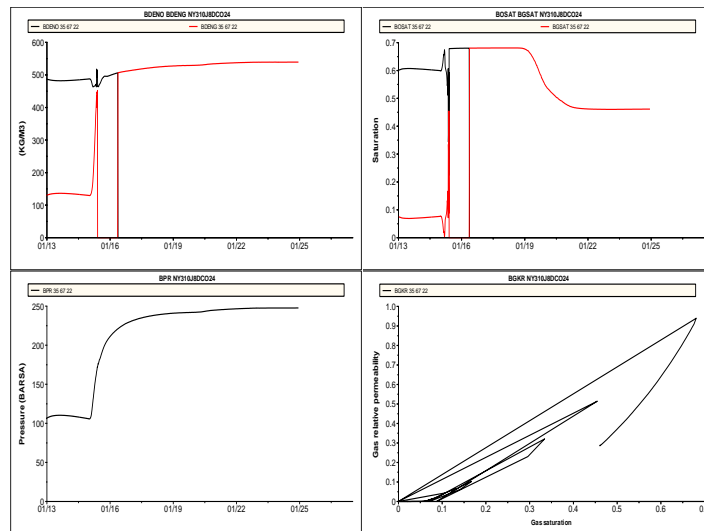 BDENO BDENG NY310J8DCO24
BDENO 35 67 22 BDENG 35 67 22
(KG/M3)
600
500
400
300
200
100
0
01/13 01/16 01/19 01/22 01/25
BOSAT BGSAT NY310J8DCO24
BOSAT 35 67 22 BGSAT 35 67 22
Saturation
0.7
0.6
0.5
0.4
0.3
0.2
0.1
0
01/13 01/16 01/19 01/22 01/25
BPR NY310J8DCO24
BPR 35 67 22
Pressure (BARSA)
250
200
150
100
50
0
01/13 01/16 01/19 01/22 01/25
BGKR NY310J8DCO24
BGKR 35 67 22
Gas relative permeability
1
0.9
0.8
0.7
0.6
0.5
0.4
0.3
0.2
0.1
0
0 0.1 0.2 0.3 0.4 0.5 0.6 0.7
Gas saturation